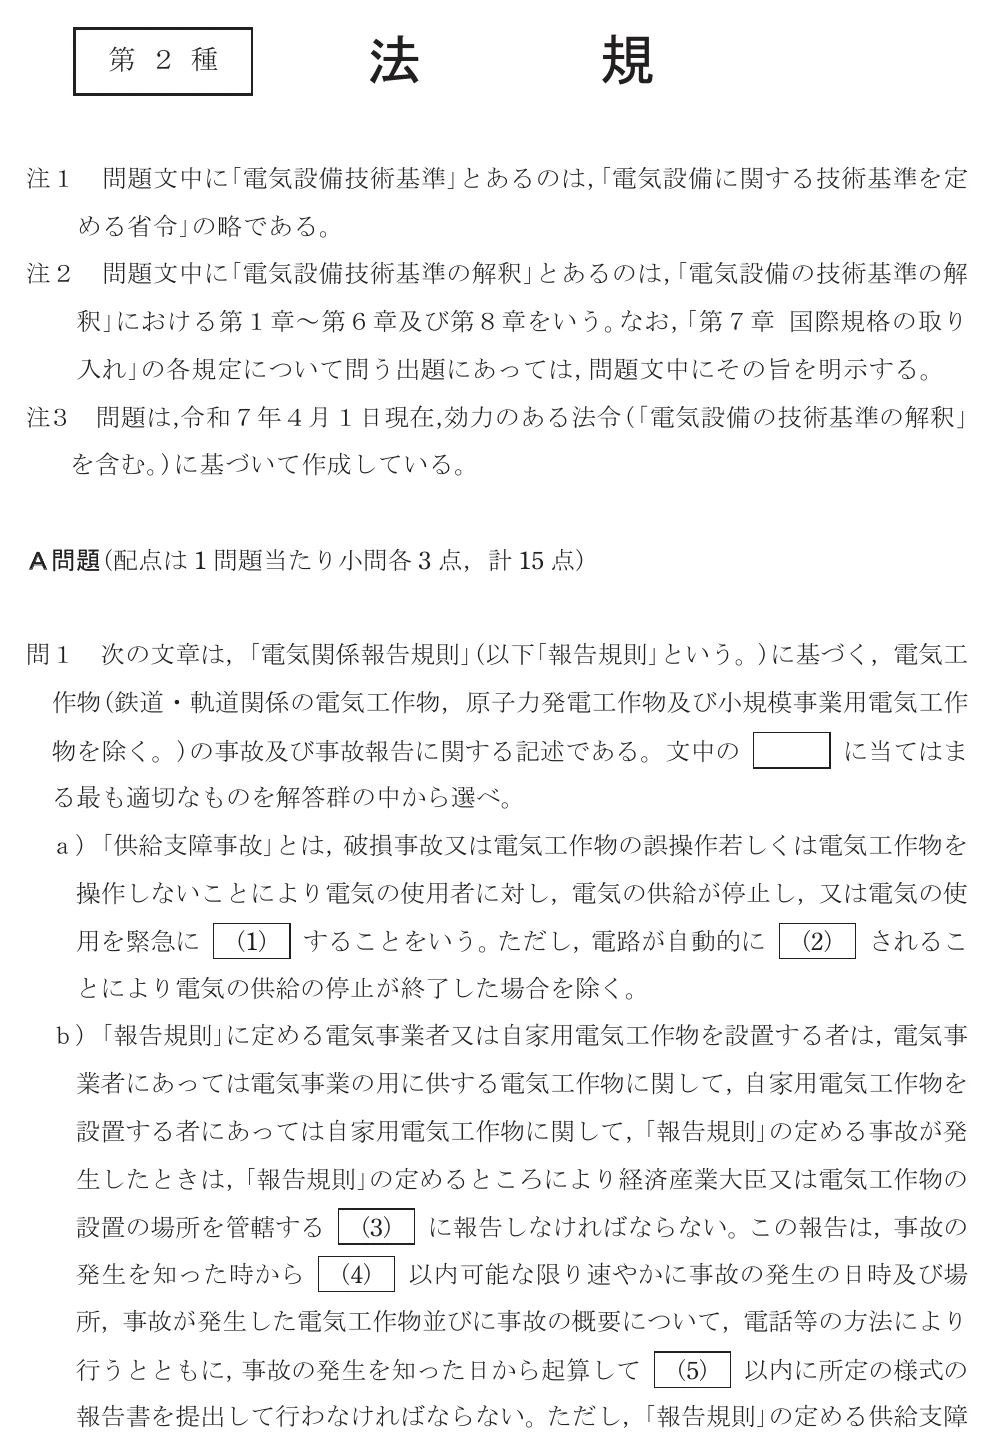 第 2 種
法 規
注1 問題文中に「電気設備技術基準」とあるのは,「電気設備に関する技術基準を定
める省令」の略である。
注2 問題文中に「電気設備技術基準の解釈」とあるのは,「電気設備の技術基準の解
釈」における第1章～第6章及び第8章をいう。なお,「第7章 国際規格の取り
入れ」の各規定について問う出題にあっては,問題文中にその旨を明示する。
注3 問題は,令和7年4月1日現在,効力のある法令(「電気設備の技術基準の解釈」
を含む。)に基づいて作成している。
A問題(配点は1問題当たり小問各3点, 計15点)
問1 次の文章は, 「電気関係報告規則」(以下「報告規則」という。)に基づく, 電気工
作物(鉄道・軌道関係の電気工作物, 原子力発電工作物及び小規模事業用電気工作
物を除く。)の事故及び事故報告に関する記述である。文中の に当てはま
る最も適切なものを解答群の中から選べ。
a)「供給支障事故」とは, 破損事故又は電気工作物の誤操作若しくは電気工作物を
操作しないことにより電気の使用者に対し, 電気の供給が停止し, 又は電気の使
用を緊急に (1) することをいう。ただし, 電路が自動的に (2) されるこ
とにより電気の供給の停止が終了した場合を除く。
b)「報告規則」に定める電気事業者又は自家用電気工作物を設置する者は, 電気事
業者にあっては電気事業の用に供する電気工作物に関して, 自家用電気工作物を
設置する者にあっては自家用電気工作物に関して,「報告規則」の定める事故が発
生したときは,「報告規則」の定めるところにより経済産業大臣又は電気工作物の
設置の場所を管轄する (3) に報告しなければならない。この報告は, 事故の
発生を知った時から (4) 以内可能な限り速やかに事故の発生の日時及び場
所, 事故が発生した電気工作物並びに事故の概要について, 電話等の方法により
行うとともに, 事故の発生を知った日から起算して (5) 以内に所定の様式の
報告書を提出して行わなければならない。ただし,「報告規則」の定める供給支障